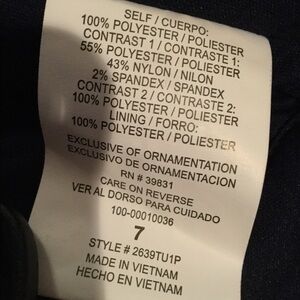 SELF / CUERPO:
100% POLYESTER / POLIESTER
CONTRAST 1 / CONTRASTE 1:
55% POLYESTER / POLIESTER
43% NYLON / NILON
2% SPANDEX / SPANDEX
CONTRAST 2 / CONTRASTE 2:
100% POLYESTER / POLIESTER
LINING / FORRO:
100% POLYESTER / POLIESTER
EXCLUSIVE OF ORNAMENTATION
EXCLUSIVO DE ORNAMENTACION
RN # 39831
CARE ON REVERSE
VER AL DORSO PARA CUIDADO
100-00010036
7
STYLE # 2639TU1P
MADE IN VIETNAM
HECHO EN VIETNAM